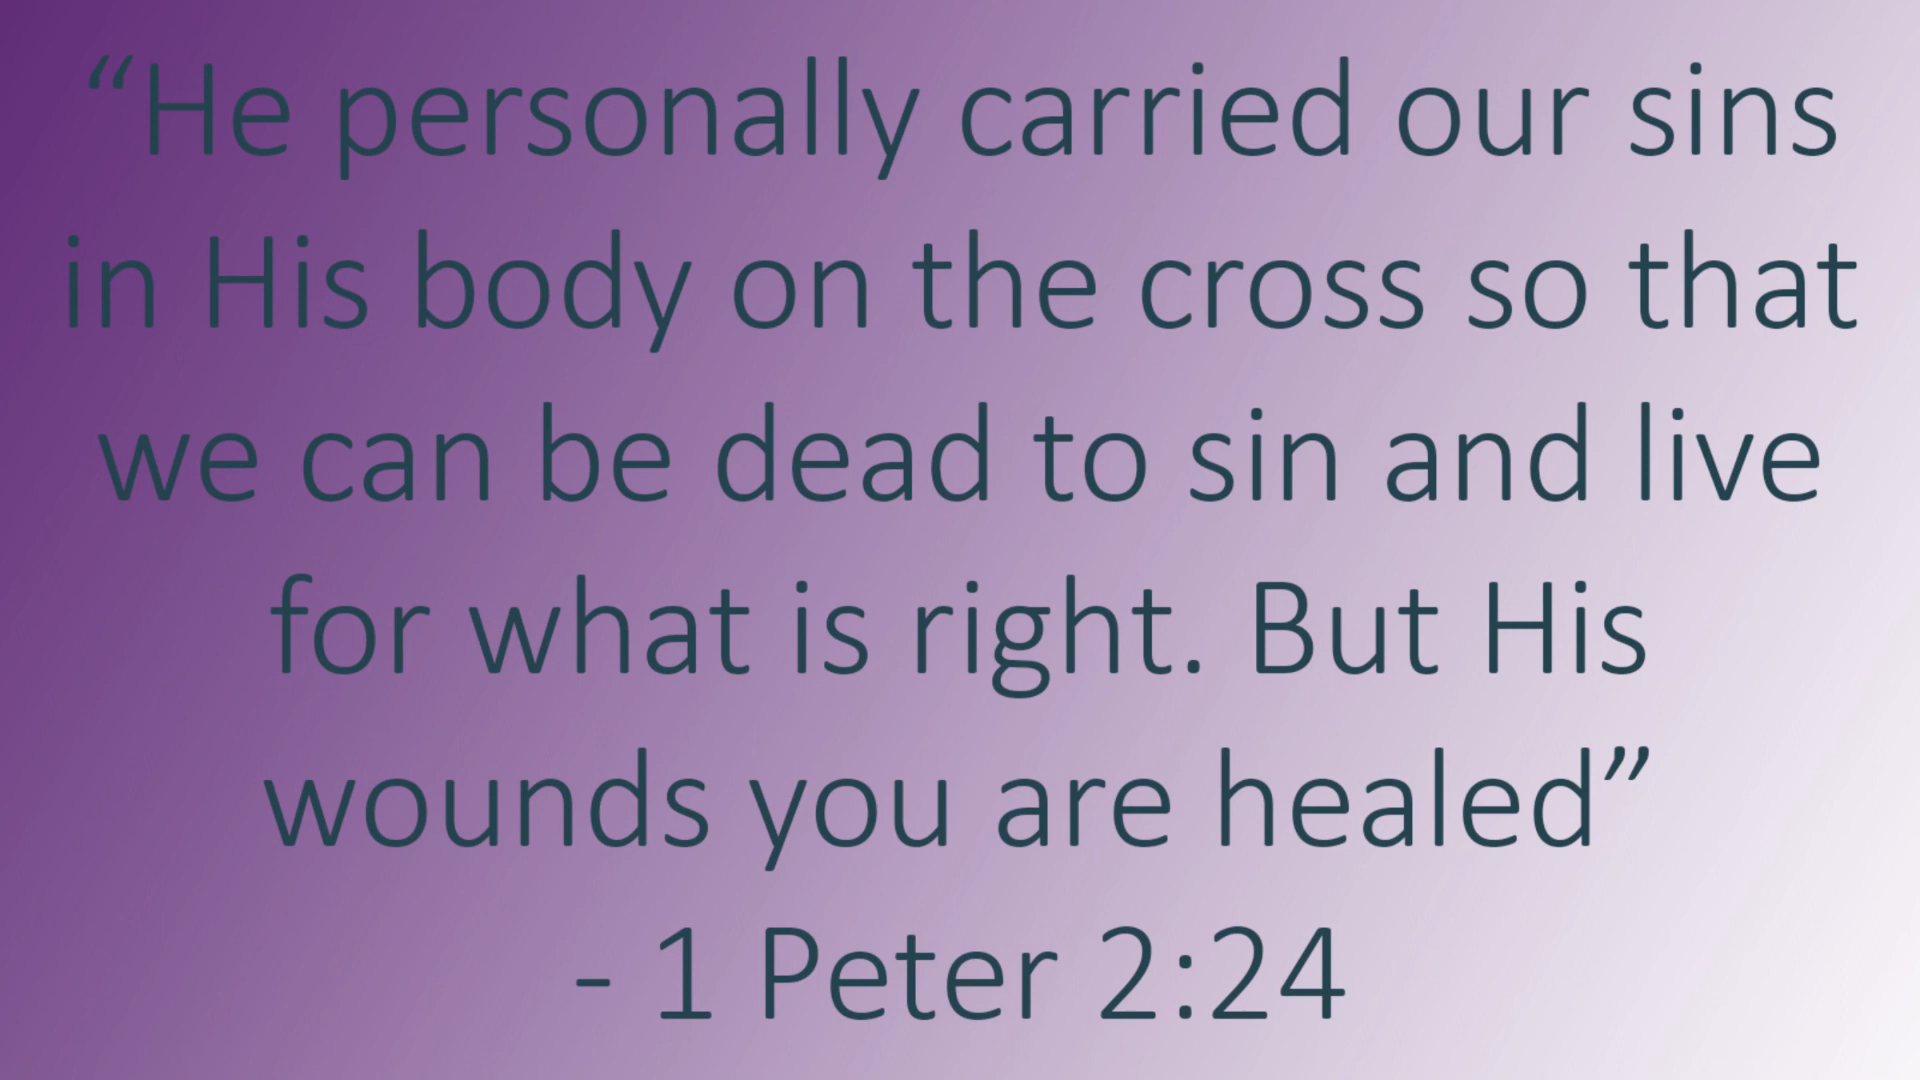 “He personally carried our sins
in His body on the cross so that
we can be dead to sin and live
for what is right. But His
wounds you are healed”
- 1 Peter 2:24